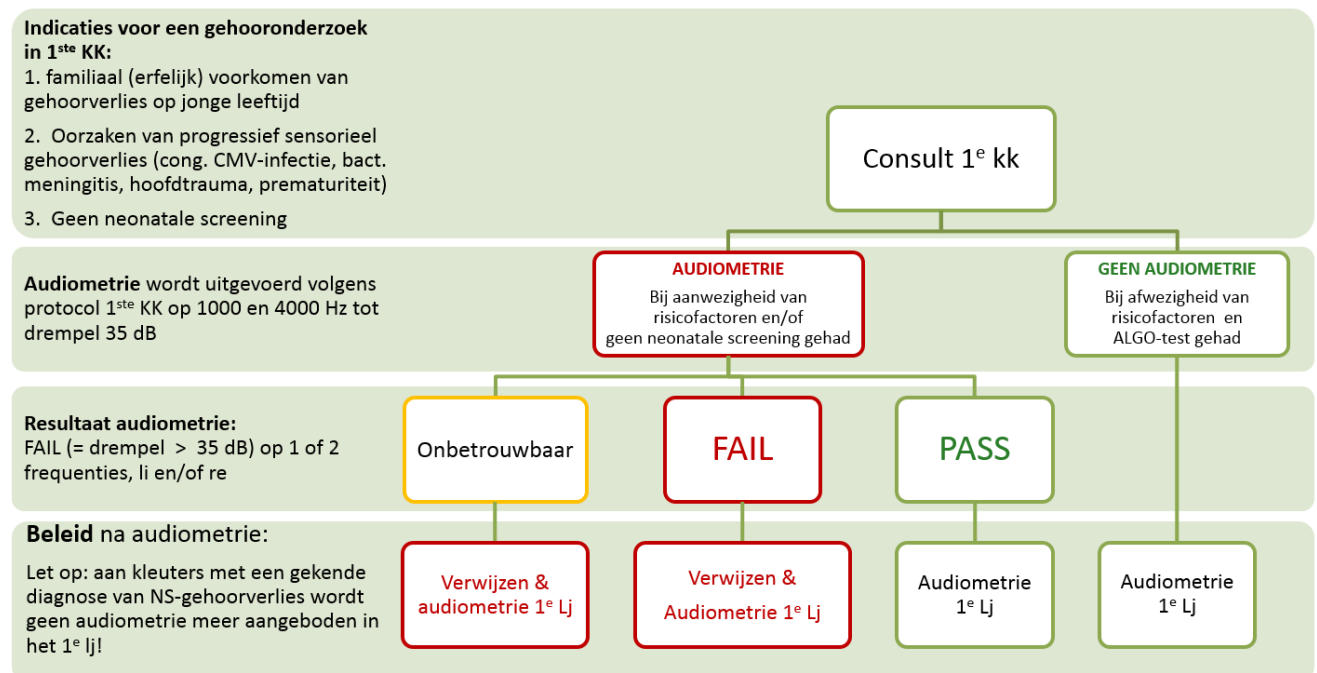 Indicaties voor een gehooronderzoek
in 1ste KK:
1. familiaal (erfelijk) voorkomen van
gehoorverlies op jonge leeftijd
2. Oorzaken van progressief sensorieel
gehoorverlies (cong. CMV-infectie, bact.
meningitis, hoofdtrauma, prematuriteit)
3. Geen neonatale screening
Consult 1e kk
Audiometrie wordt uitgevoerd volgens
protocol 1ste KK op 1000 en 4000 Hz tot
drempel 35 dB
AUDIOMETRIE
Bij aanwezigheid van
risicofactoren en/of
geen neonatale screening gehad
GEEN AUDIOMETRIE
Bij afwezigheid van
risicofactoren en
ALGO-test gehad
Resultaat audiometrie:
FAIL (= drempel > 35 dB) op 1 of 2
frequenties, li en/of re
Onbetrouwbaar
FAIL
PASS
Beleid na audiometrie:
Let op: aan kleuters met een gekende
diagnose van NS-gehoorverlies wordt
geen audiometrie meer aangeboden in
het 1e lj!
Verwijzen &
audiometrie 1e Lj
Verwijzen &
Audiometrie 1e Lj
Audiometrie
1e Lj
Audiometrie
1e Lj